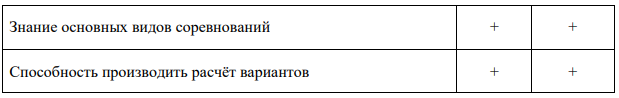 Знание основных видов соревнований + +
Способность производить расчёт вариантов + +